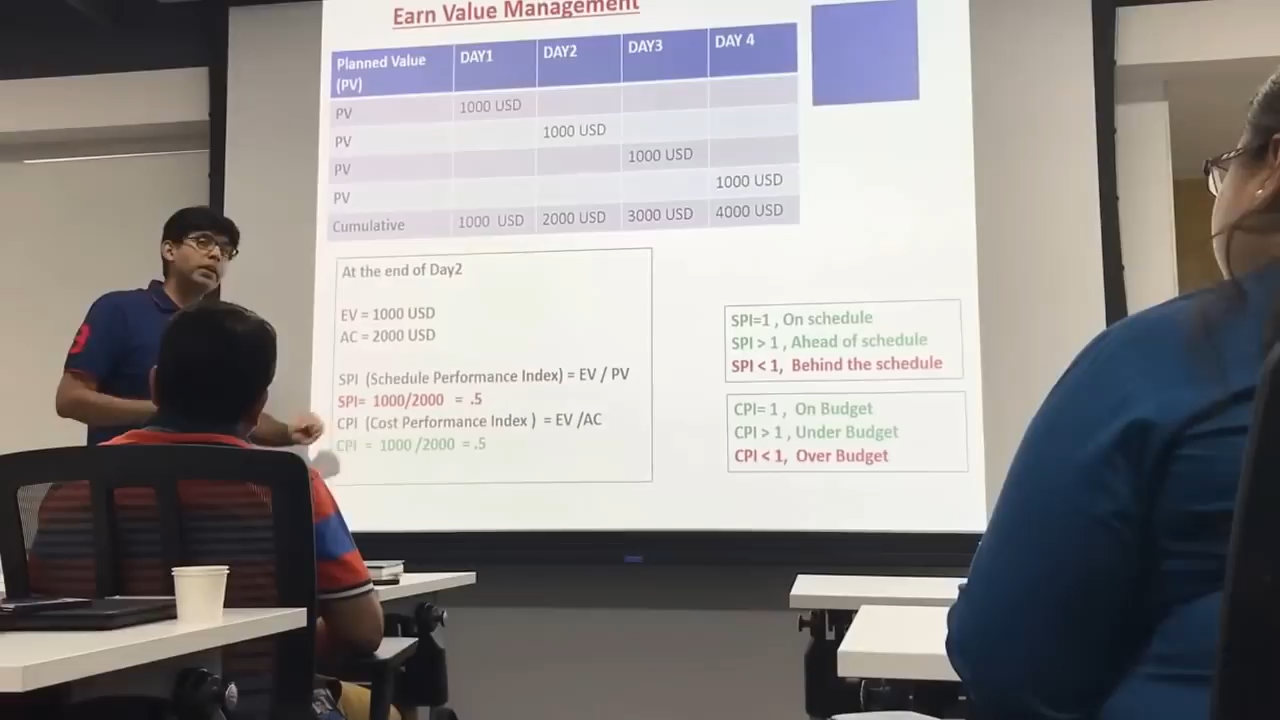 Earn Value Management
Planned Value (PV) DAY1 DAY2 DAY3 DAY 4
PV 1000 USD
PV 1000 USD
PV 1000 USD
PV 1000 USD
Cumulative 1000 USD 2000 USD 3000 USD 4000 USD
At the end of Day2
EV = 1000 USD
AC = 2000 USD
SPI (Schedule Performance Index) = EV / PV
SPI= 1000/2000 = .5
CPI (Cost Performance Index ) = EV /AC
CPI = 1000 /2000 = .5
SPI=1 , On schedule
SPI > 1 , Ahead of schedule
SPI < 1, Behind the schedule
CPI= 1 , On Budget
CPI > 1 , Under Budget
CPI < 1, Over Budget
3